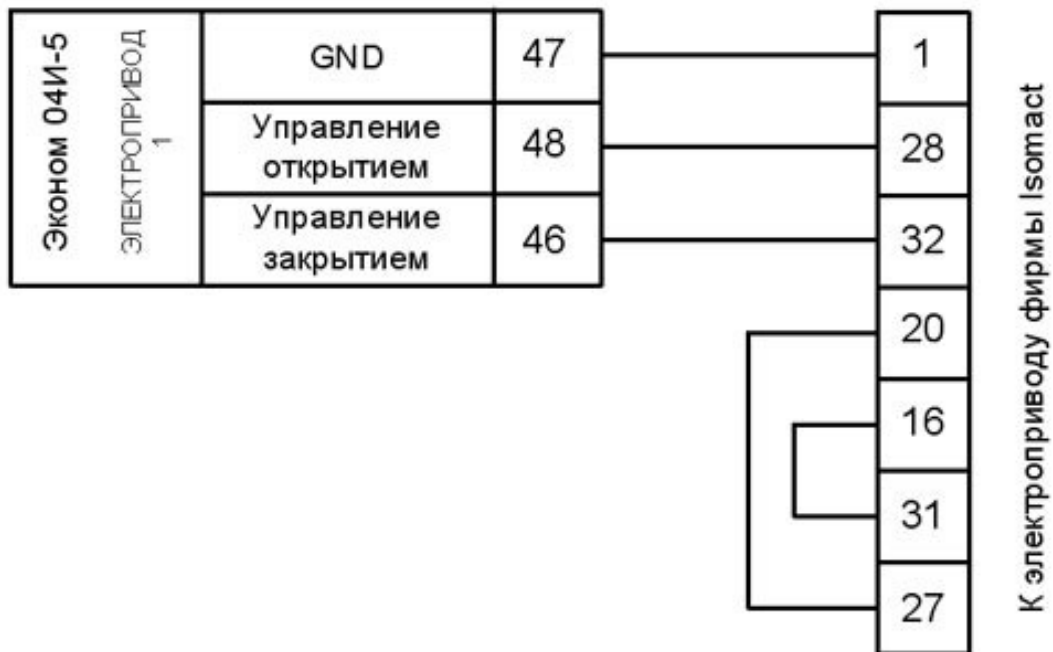 Эконом 04И-5
ЭЛЕКТРОПРИВОД
1
GND
47
Управление
открытием
48
Управление
закрытием
46
1
28
32
20
16
31
27
К электроприводу фирмы Isomact